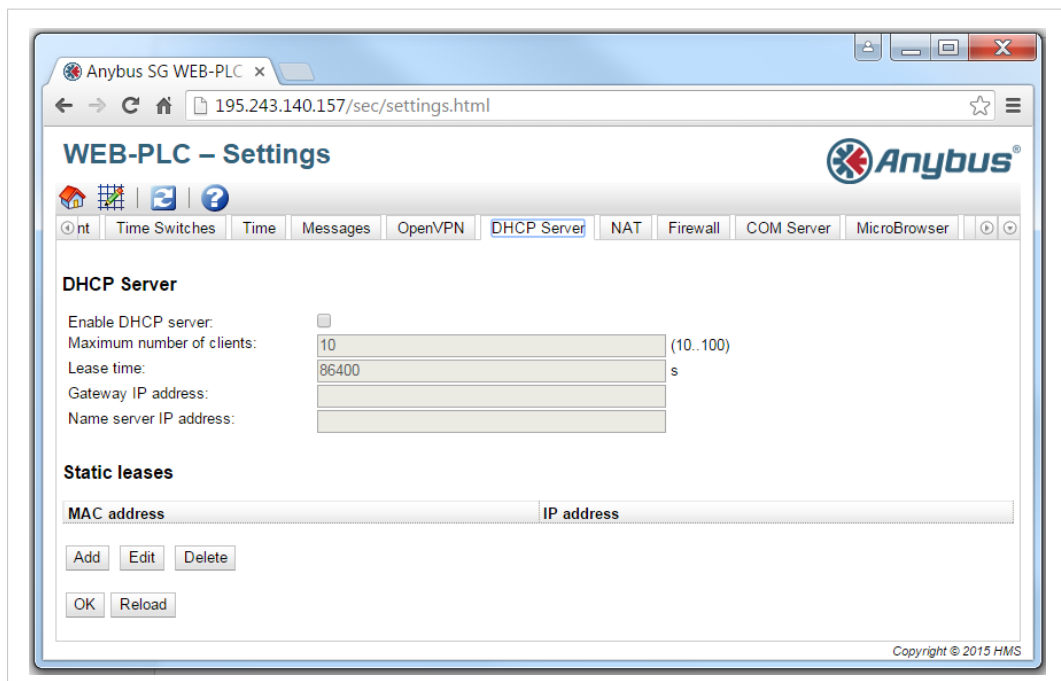 Anybus SG WEB-PLC
195.243.140.157/sec/settings.html
WEB-PLC – Settings
Anybus®
nt Time Switches Time Messages OpenVPN DHCP Server NAT Firewall COM Server MicroBrowser
DHCP Server
Enable DHCP server:
Maximum number of clients: 10 (10..100)
Lease time: 86400 s
Gateway IP address:
Name server IP address:
Static leases
MAC address IP address
Add Edit Delete
OK Reload
Copyright © 2015 HMS